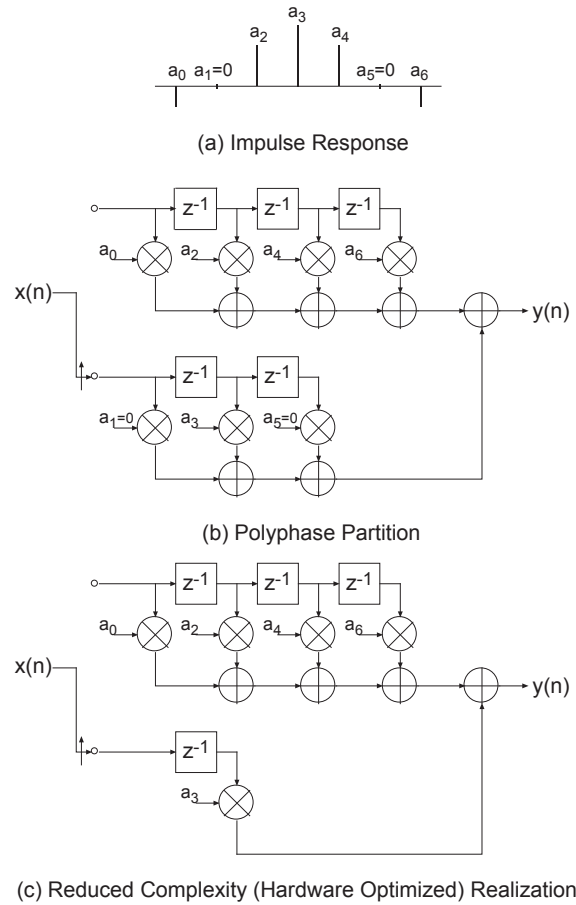 a3
a2 a4
a0 a1=0 a5=0 a6
(a) Impulse Response
z-1 z-1 z-1
a0 a2 a4 a6
x(n) y(n)
z-1 z-1
a1=0 a3 a5=0
(b) Polyphase Partition
z-1 z-1 z-1
a0 a2 a4 a6
x(n) y(n)
z-1
a3
(c) Reduced Complexity (Hardware Optimized) Realization